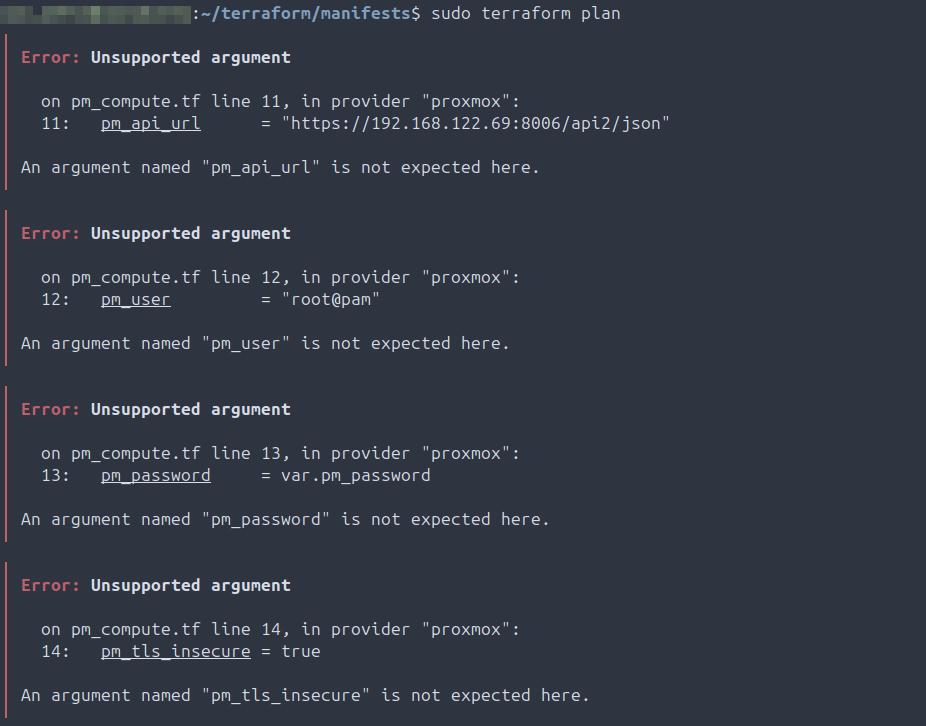 :~/terraform/manifests$ sudo terraform plan
Error: Unsupported argument
on pm_compute.tf line 11, in provider "proxmox":
11: pm_api_url = "https://192.168.122.69:8006/api2/json"
An argument named "pm_api_url" is not expected here.
Error: Unsupported argument
on pm_compute.tf line 12, in provider "proxmox":
12: pm_user = "root@pam"
An argument named "pm_user" is not expected here.
Error: Unsupported argument
on pm_compute.tf line 13, in provider "proxmox":
13: pm_password = var.pm_password
An argument named "pm_password" is not expected here.
Error: Unsupported argument
on pm_compute.tf line 14, in provider "proxmox":
14: pm_tls_insecure = true
An argument named "pm_tls_insecure" is not expected here.